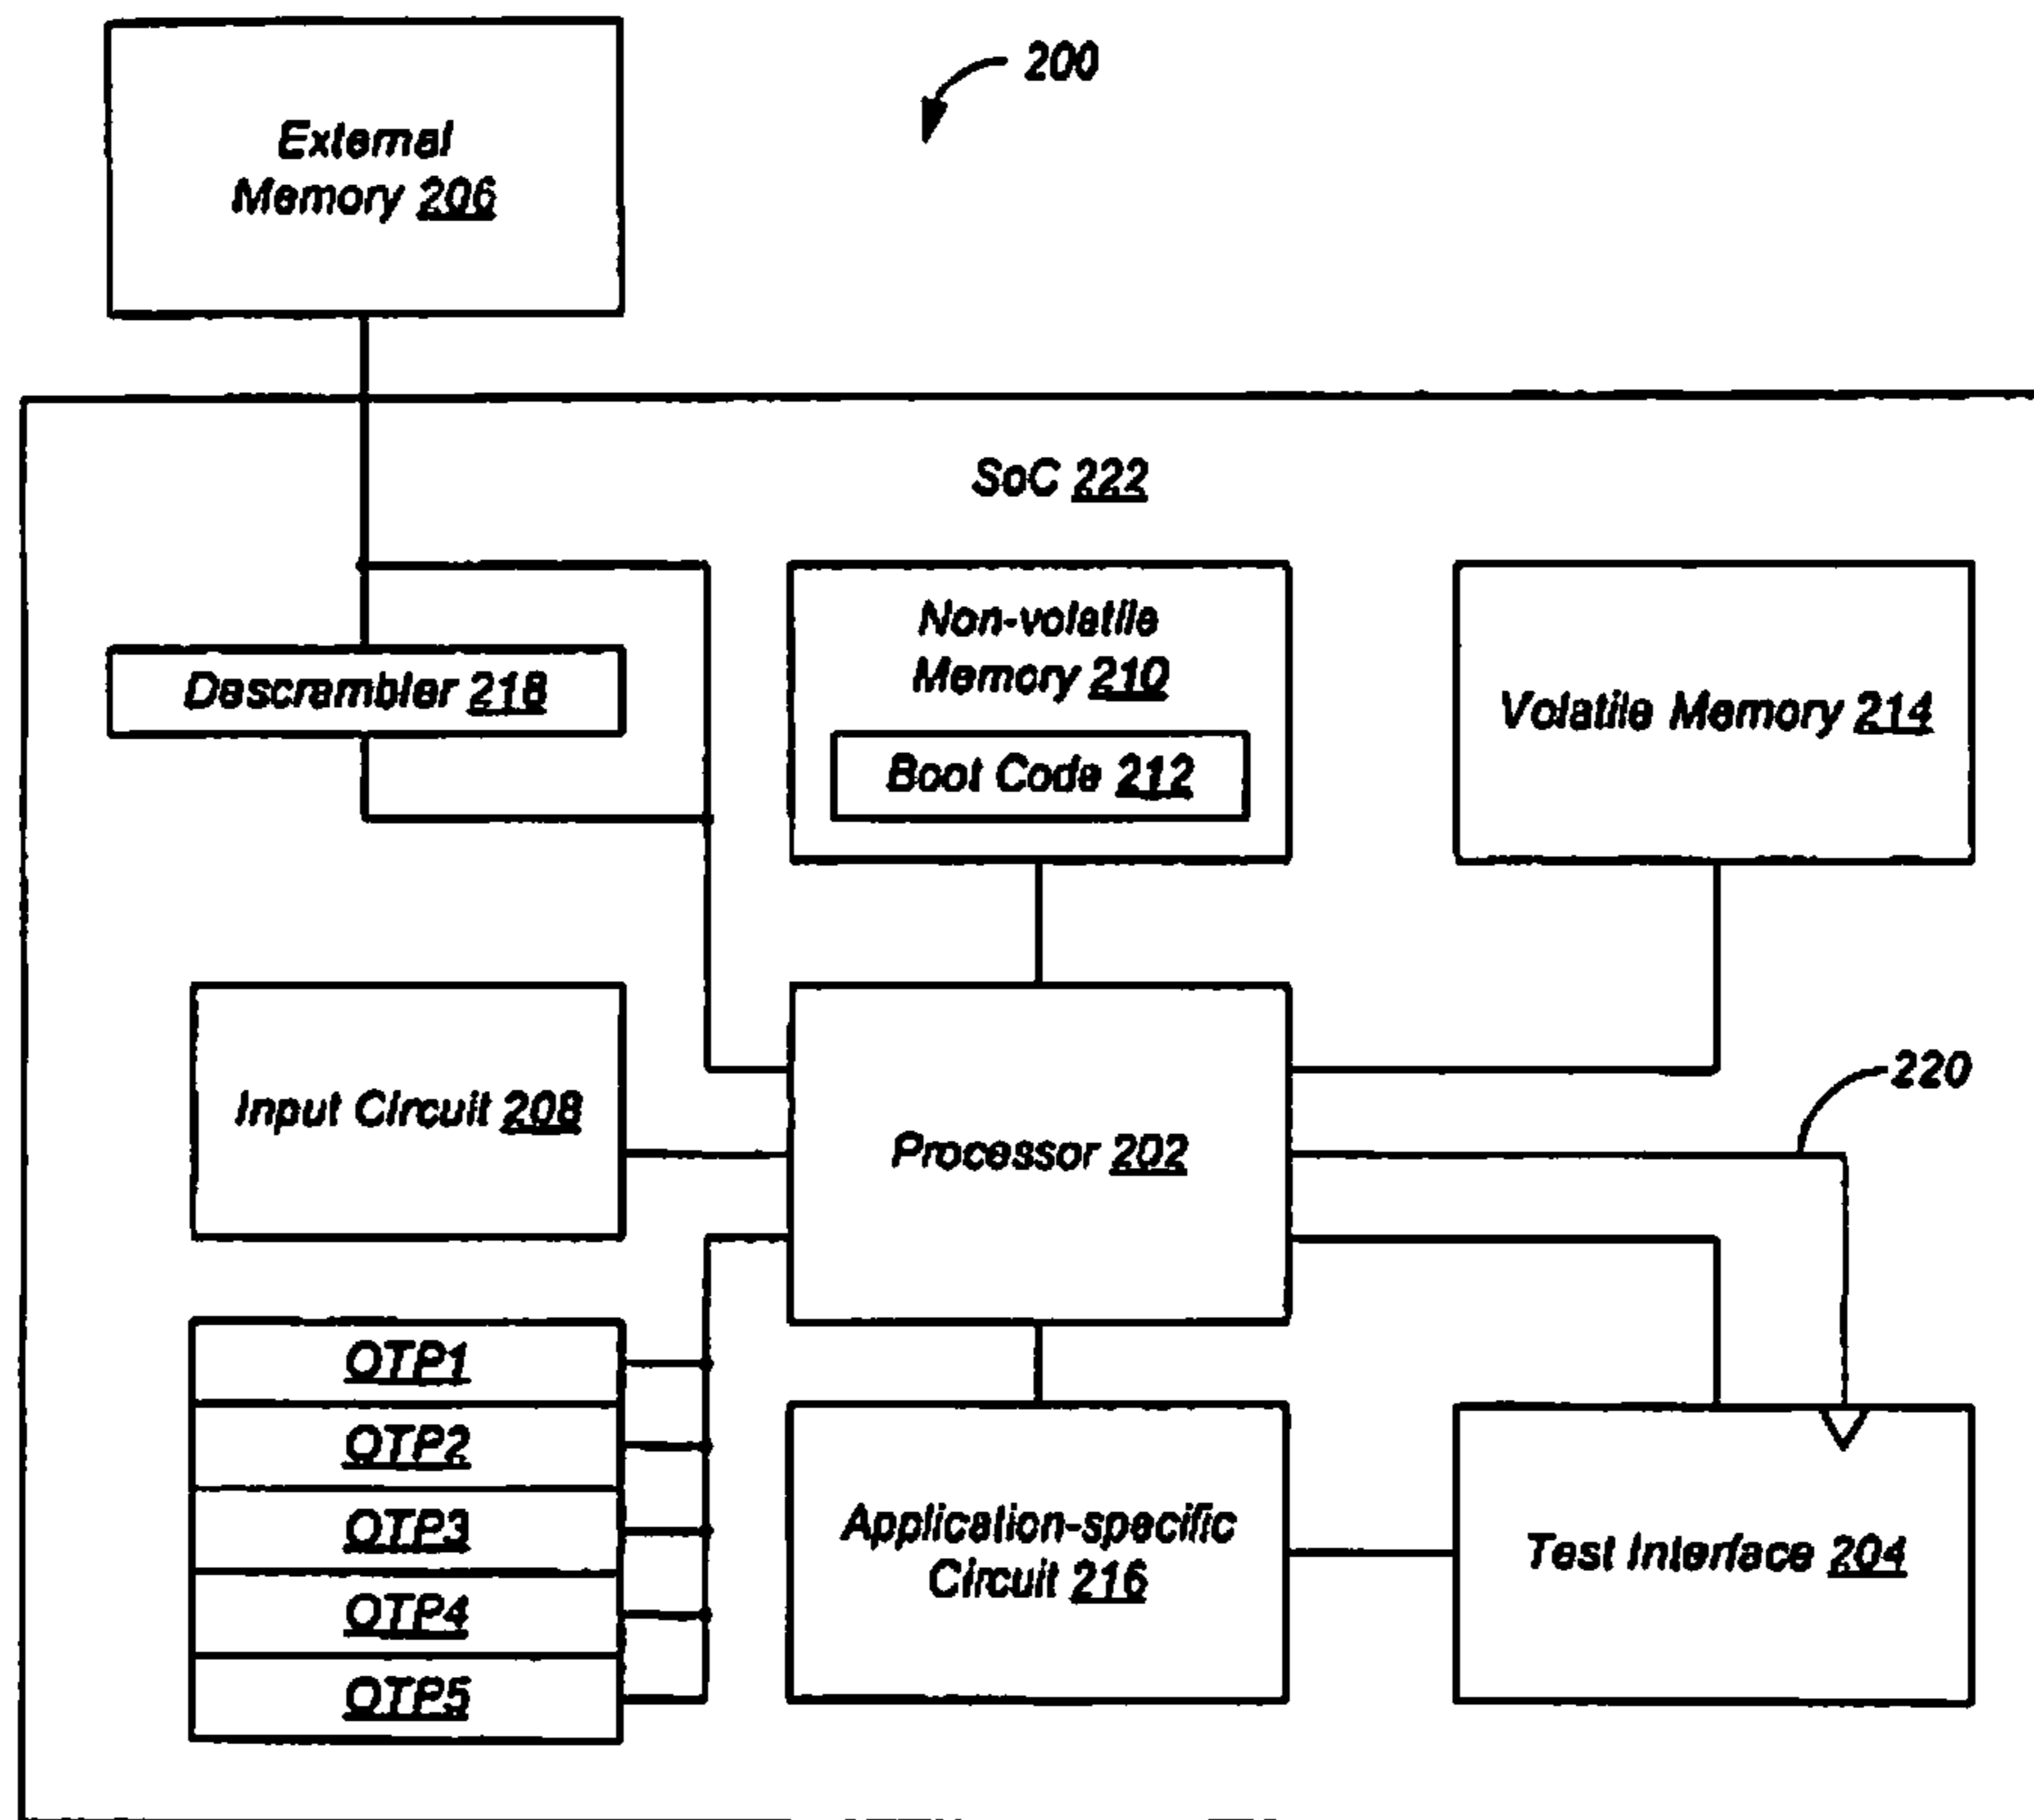 200
External
Memory 206
SoC 222
Descrambler 218
Non-volatile
Memory 210
Boot Code 212
Volatile Memory 214
Input Circuit 208
Processor 202
220
OTP1
OTP2
OTP3
OTP4
OTP5
Application-specific
Circuit 216
Test Interface 204